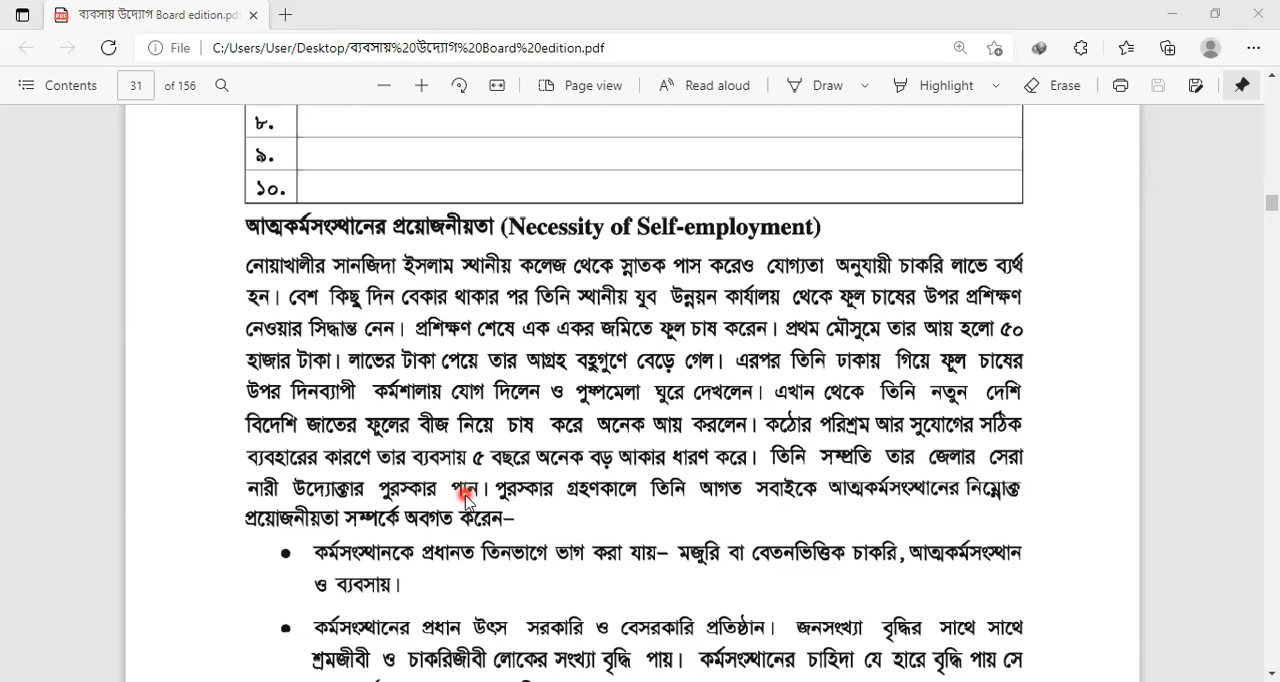 ব্যবসায় উদ্যোগ Board edition.pd
File
C:/Users/User/Desktop/ব্যবসায়%20উদ্যোগ%20Board%20edition.pdf
Contents
31
of 156
Page view
Read aloud
Draw
Highlight
Erase
৮.
৯.
১০.
আত্মকর্মসংস্থানের প্রয়োজনীয়তা (Necessity of Self-employment)
নোয়াখালীর সানজিদা ইসলাম স্থানীয় কলেজ থেকে স্নাতক পাস করেও যোগ্যতা অনুযায়ী চাকরি লাভে ব্যর্থ
হন। বেশ কিছু দিন বেকার থাকার পর তিনি স্থানীয় যুব উন্নয়ন কার্যালয় থেকে ফুল চাষের উপর প্রশিক্ষণ
নেওয়ার সিদ্ধান্ত নেন। প্রশিক্ষণ শেষে এক একর জমিতে ফুল চাষ করেন। প্রথম মৌসুমে তার আয় হলো ৫০
হাজার টাকা। লাভের টাকা পেয়ে তার আগ্রহ বহুগুণে বেড়ে গেল। এরপর তিনি ঢাকায় গিয়ে ফুল চাষের
উপর দিনব্যাপী কর্মশালায় যোগ দিলেন ও পুষ্পমেলা ঘুরে দেখলেন। এখান থেকে তিনি নতুন দেশি
বিদেশি জাতের ফুলের বীজ নিয়ে চাষ করে অনেক আয় করলেন। কঠোর পরিশ্রম আর সুযোগের সঠিক
ব্যবহারের কারণে তার ব্যবসায় ৫ বছরে অনেক বড় আকার ধারণ করে। তিনি সম্প্রতি তার জেলার সেরা
নারী উদ্যোক্তার পুরস্কার পান। পুরস্কার গ্রহণকালে তিনি আগত সবাইকে আত্মকর্মসংস্থানের নিম্নোক্ত
প্রয়োজনীয়তা সম্পর্কে অবগত করেন–
● কর্মসংস্থানকে প্রধানত তিনভাগে ভাগ করা যায়– মজুরি বা বেতনভিত্তিক চাকরি, আত্মকর্মসংস্থান
ও ব্যবসায়।
● কর্মসংস্থানের প্রধান উৎস সরকারি ও বেসরকারি প্রতিষ্ঠান। জনসংখ্যা বৃদ্ধির সাথে সাথে
শ্রমজীবী ও চাকরিজীবী লোকের সংখ্যা বৃদ্ধি পায়। কর্মসংস্থানের চাহিদা যে হারে বৃদ্ধি পায় সে